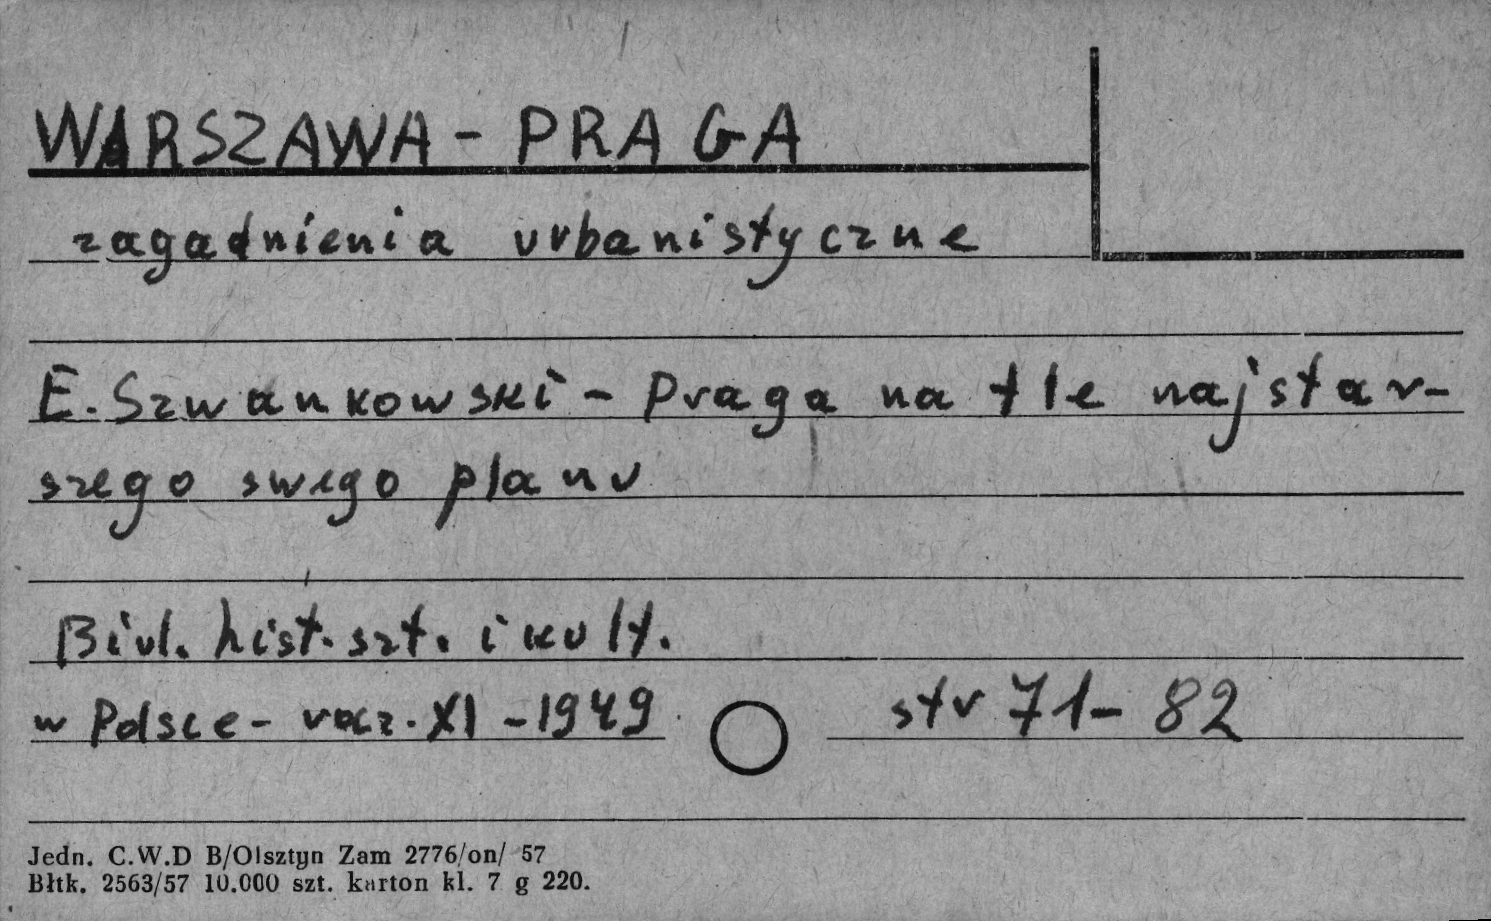 WARSZAWA - PRAGA
zagadnienia urbanistyczne
E. Szwankowski - Praga na tle najstar-
szego swego planu
Biul. hist. szt. i kult.
w Polsce - rocz. XI - 1949 str 71 - 82
Jedn. C.W.D B/Olsztyn Zam 2776/on/ 57
Błtk. 2563/57 10.000 szt. karton kl. 7 g 220.